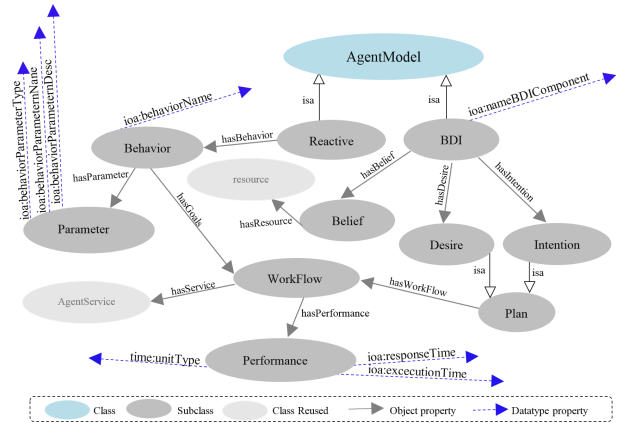 AgentModel
isa
isa
ioa:nameBDIComponent
ioa:behaviorName
ioa:behaviorParameterType
ioa:behaviorParameternNane
ioa:behaviorParameternDesc
Behavior
hasBehavior
Reactive
BDI
hasParameter
resource
hasBelief
hasDesire
hasIntention
hasGoals
hasResource
Belief
Parameter
Desire
Intention
isa
isa
WorkFlow
hasWorkFlow
AgentService
hasService
hasPerformance
Plan
time:unitType
Performance
ioa:responseTime
ioa:excecutionTime
Class
Subclass
Class Reused
Object property
Datatype property